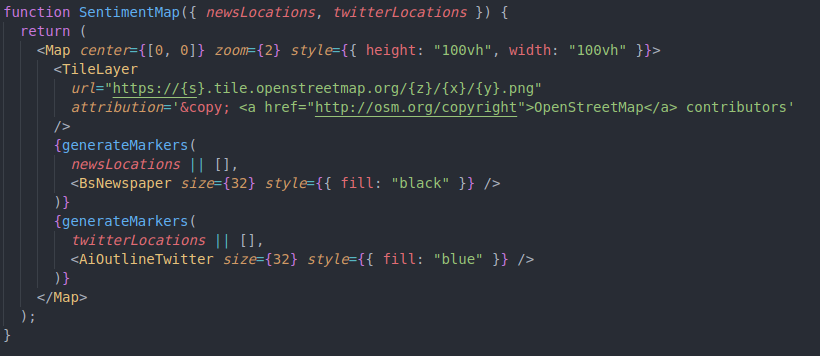 function SentimentMap({ newsLocations, twitterLocations }) {
  return (
    <Map center={[0, 0]} zoom={2} style={{ height: "100vh", width: "100vh" }}>
      <TileLayer
        url="https://{s}.tile.openstreetmap.org/{z}/{x}/{y}.png"
        attribution='&copy; <a href="http://osm.org/copyright">OpenStreetMap</a> contributors'
      />
      {generateMarkers(
        newsLocations || [],
        <BsNewspaper size={32} style={{ fill: "black" }} />
      )}
      {generateMarkers(
        twitterLocations || [],
        <AiOutlineTwitter size={32} style={{ fill: "blue" }} />
      )}
    </Map>
  );
}